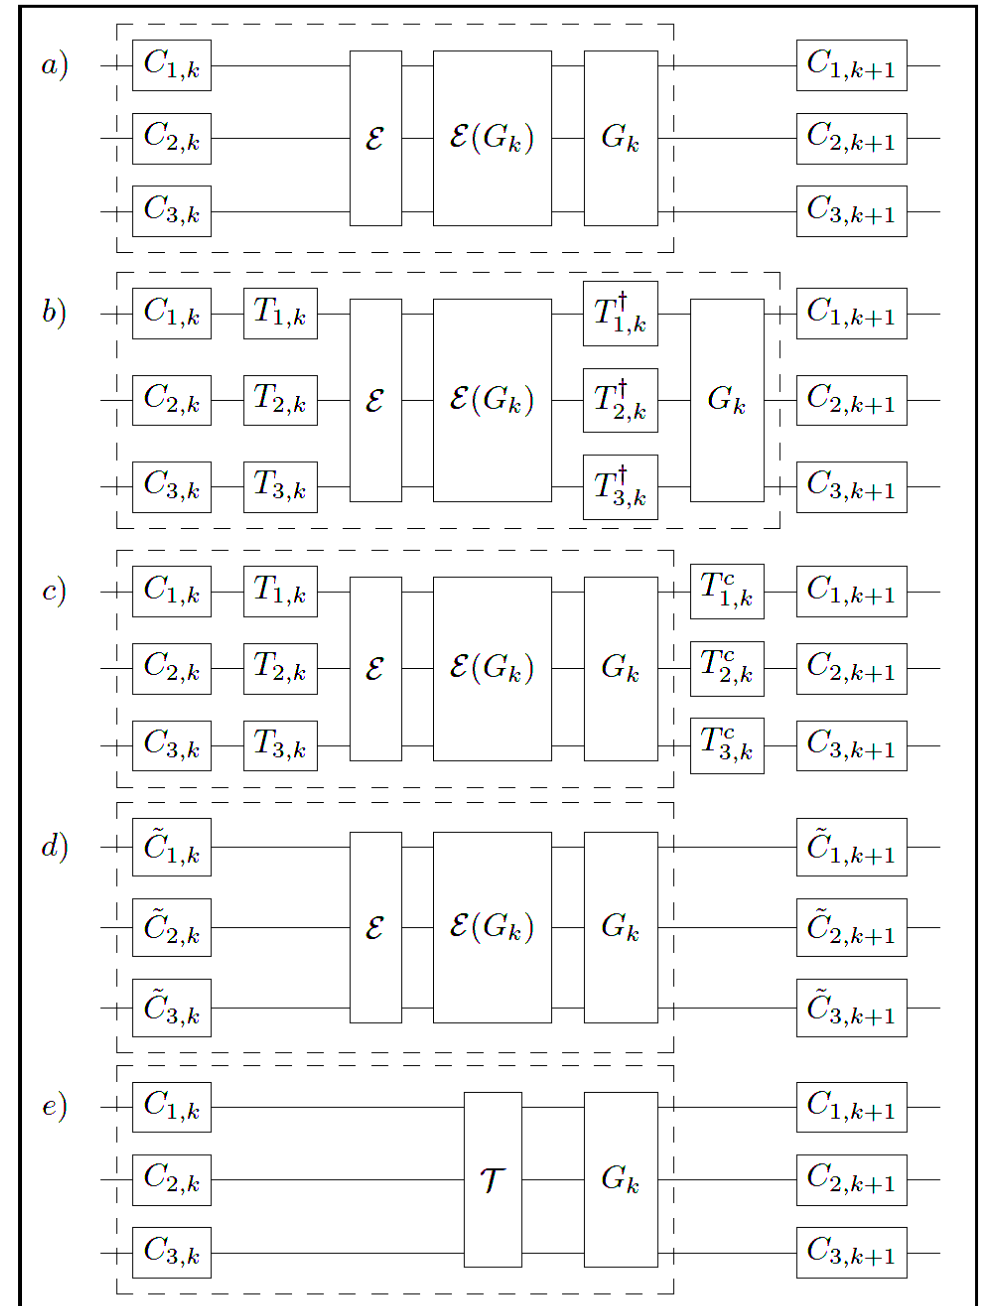 a) C_{1,k} C_{1,k+1}
C_{2,k} ℰ ℰ(G_k) G_k C_{2,k+1}
C_{3,k} C_{3,k+1}
b) C_{1,k} T_{1,k} T^†_{1,k} C_{1,k+1}
C_{2,k} T_{2,k} ℰ ℰ(G_k) T^†_{2,k} G_k C_{2,k+1}
C_{3,k} T_{3,k} T^†_{3,k} C_{3,k+1}
c) C_{1,k} T_{1,k} T^c_{1,k} C_{1,k+1}
C_{2,k} T_{2,k} ℰ ℰ(G_k) G_k T^c_{2,k} C_{2,k+1}
C_{3,k} T_{3,k} T^c_{3,k} C_{3,k+1}
d) C̃_{1,k} C̃_{1,k+1}
C̃_{2,k} ℰ ℰ(G_k) G_k C̃_{2,k+1}
C̃_{3,k} C̃_{3,k+1}
e) C_{1,k} C_{1,k+1}
C_{2,k} 𝒯 G_k C_{2,k+1}
C_{3,k} C_{3,k+1}